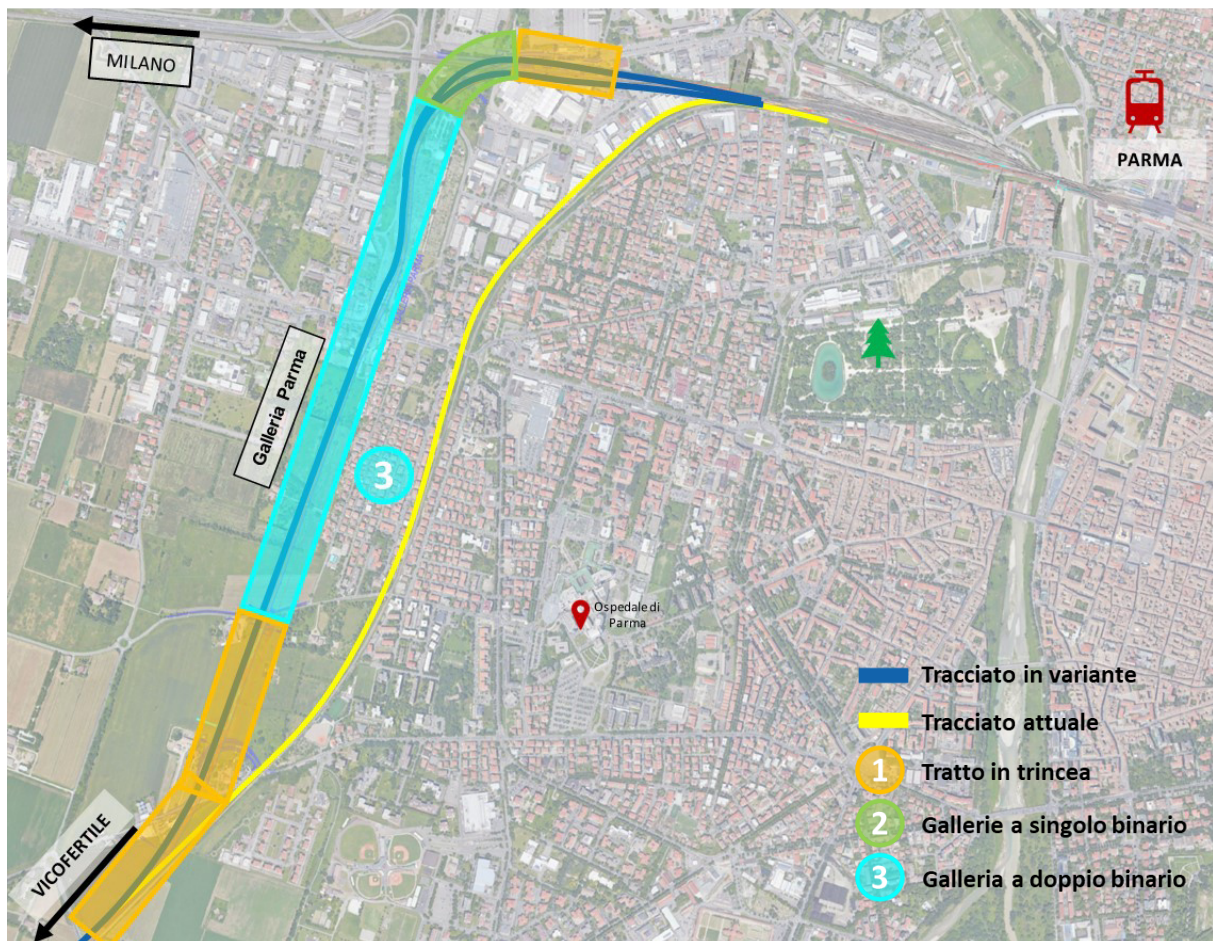 MILANO
PARMA
Galleria Parma
3
Ospedale di
Parma
Tracciato in variante
Tracciato attuale
1 Tratto in trincea
2 Gallerie a singolo binario
3 Galleria a doppio binario
VICOFERTILE